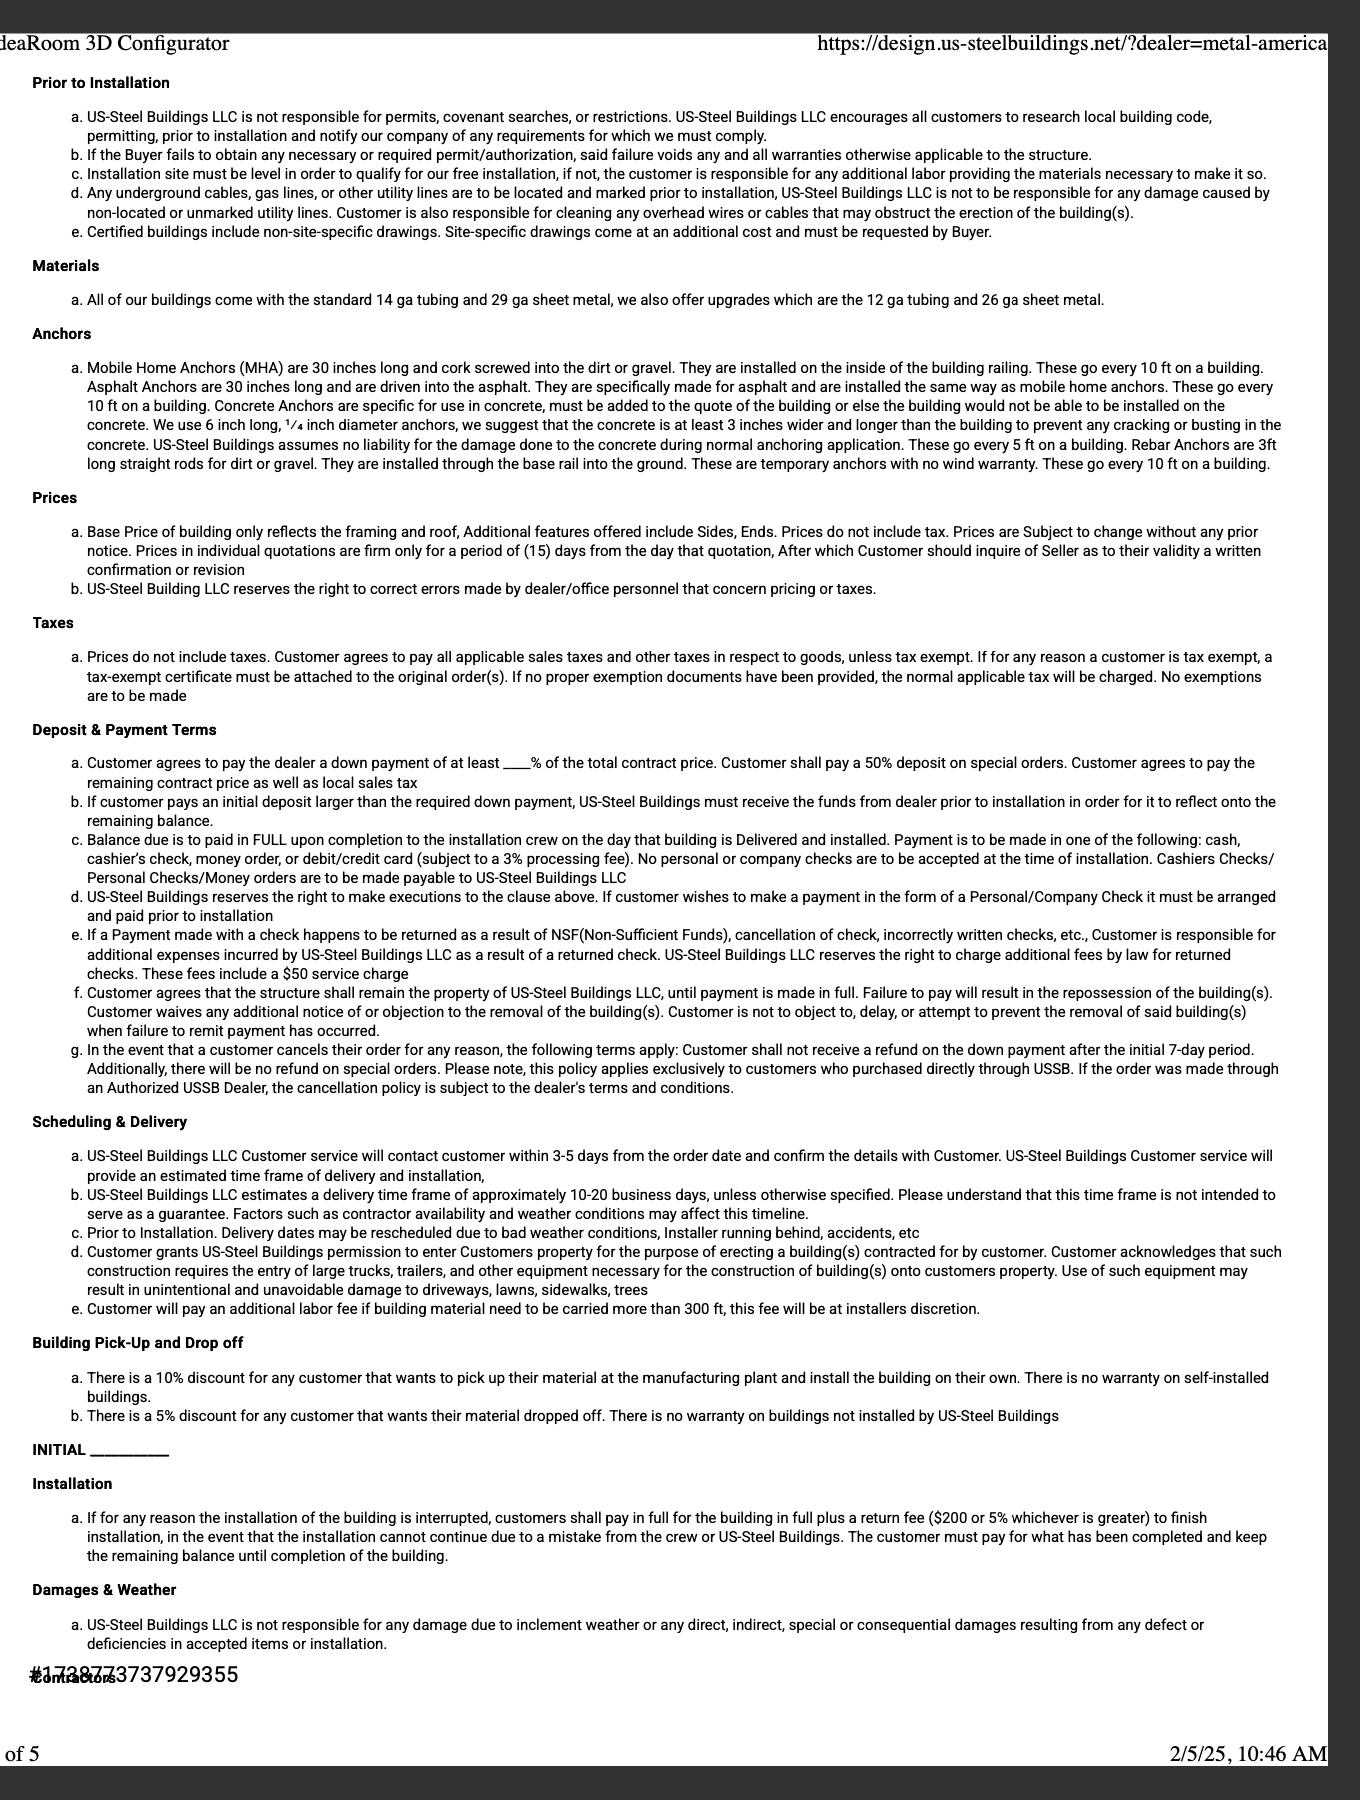 deaRoom 3D Configurator
https://design.us-steelbuildings.net/?dealer=metal-america
Prior to Installation
a. US-Steel Buildings LLC is not responsible for permits, covenant searches, or restrictions. US-Steel Buildings LLC encourages all customers to research local building code,
permitting, prior to installation and notify our company of any requirements for which we must comply.
b. If the Buyer fails to obtain any necessary or required permit/authorization, said failure voids any and all warranties otherwise applicable to the structure.
c. Installation site must be level in order to qualify for our free installation, if not, the customer is responsible for any additional labor providing the materials necessary to make it so.
d. Any underground cables, gas lines, or other utility lines are to be located and marked prior to installation, US-Steel Buildings LLC is not to be responsible for any damage caused by
non-located or unmarked utility lines. Customer is also responsible for cleaning any overhead wires or cables that may obstruct the erection of the building(s).
e. Certified buildings include non-site-specific drawings. Site-specific drawings come at an additional cost and must be requested by Buyer.
Materials
a. All of our buildings come with the standard 14 ga tubing and 29 ga sheet metal, we also offer upgrades which are the 12 ga tubing and 26 ga sheet metal.
Anchors
a. Mobile Home Anchors (MHA) are 30 inches long and cork screwed into the dirt or gravel. They are installed on the inside of the building railing. These go every 10 ft on a building.
Asphalt Anchors are 30 inches long and are driven into the asphalt. They are specifically made for asphalt and are installed the same way as mobile home anchors. These go every
10 ft on a building. Concrete Anchors are specific for use in concrete, must be added to the quote of the building or else the building would not be able to be installed on the
concrete. We use 6 inch long, ¹/₄ inch diameter anchors, we suggest that the concrete is at least 3 inches wider and longer than the building to prevent any cracking or busting in the
concrete. US-Steel Buildings assumes no liability for the damage done to the concrete during normal anchoring application. These go every 5 ft on a building. Rebar Anchors are 3ft
long straight rods for dirt or gravel. They are installed through the base rail into the ground. These are temporary anchors with no wind warranty. These go every 10 ft on a building.
Prices
a. Base Price of building only reflects the framing and roof, Additional features offered include Sides, Ends. Prices do not include tax. Prices are Subject to change without any prior
notice. Prices in individual quotations are firm only for a period of (15) days from the day that quotation, After which Customer should inquire of Seller as to their validity a written
confirmation or revision
b. US-Steel Building LLC reserves the right to correct errors made by dealer/office personnel that concern pricing or taxes.
Taxes
a. Prices do not include taxes. Customer agrees to pay all applicable sales taxes and other taxes in respect to goods, unless tax exempt. If for any reason a customer is tax exempt, a
tax-exempt certificate must be attached to the original order(s). If no proper exemption documents have been provided, the normal applicable tax will be charged. No exemptions
are to be made
Deposit & Payment Terms
a. Customer agrees to pay the dealer a down payment of at least ____% of the total contract price. Customer shall pay a 50% deposit on special orders. Customer agrees to pay the
remaining contract price as well as local sales tax
b. If customer pays an initial deposit larger than the required down payment, US-Steel Buildings must receive the funds from dealer prior to installation in order for it to reflect onto the
remaining balance.
c. Balance due is to paid in FULL upon completion to the installation crew on the day that building is Delivered and installed. Payment is to be made in one of the following: cash,
cashier's check, money order, or debit/credit card (subject to a 3% processing fee). No personal or company checks are to be accepted at the time of installation. Cashiers Checks/
Personal Checks/Money orders are to be made payable to US-Steel Buildings LLC
d. US-Steel Buildings reserves the right to make executions to the clause above. If customer wishes to make a payment in the form of a Personal/Company Check it must be arranged
and paid prior to installation
e. If a Payment made with a check happens to be returned as a result of NSF(Non-Sufficient Funds), cancellation of check, incorrectly written checks, etc., Customer is responsible for
additional expenses incurred by US-Steel Buildings LLC as a result of a returned check. US-Steel Buildings LLC reserves the right to charge additional fees by law for returned
checks. These fees include a $50 service charge
f. Customer agrees that the structure shall remain the property of US-Steel Buildings LLC, until payment is made in full. Failure to pay will result in the repossession of the building(s).
Customer waives any additional notice of or objection to the removal of the building(s). Customer is not to object to, delay, or attempt to prevent the removal of said building(s)
when failure to remit payment has occurred.
g. In the event that a customer cancels their order for any reason, the following terms apply: Customer shall not receive a refund on the down payment after the initial 7-day period.
Additionally, there will be no refund on special orders. Please note, this policy applies exclusively to customers who purchased directly through USSB. If the order was made through
an Authorized USSB Dealer, the cancellation policy is subject to the dealer's terms and conditions.
Scheduling & Delivery
a. US-Steel Buildings LLC Customer service will contact customer within 3-5 days from the order date and confirm the details with Customer. US-Steel Buildings Customer service will
provide an estimated time frame of delivery and installation,
b. US-Steel Buildings LLC estimates a delivery time frame of approximately 10-20 business days, unless otherwise specified. Please understand that this time frame is not intended to
serve as a guarantee. Factors such as contractor availability and weather conditions may affect this timeline.
c. Prior to Installation. Delivery dates may be rescheduled due to bad weather conditions, Installer running behind, accidents, etc
d. Customer grants US-Steel Buildings permission to enter Customers property for the purpose of erecting a building(s) contracted for by customer. Customer acknowledges that such
construction requires the entry of large trucks, trailers, and other equipment necessary for the construction of building(s) onto customers property. Use of such equipment may
result in unintentional and unavoidable damage to driveways, lawns, sidewalks, trees
e. Customer will pay an additional labor fee if building material need to be carried more than 300 ft, this fee will be at installers discretion.
Building Pick-Up and Drop off
a. There is a 10% discount for any customer that wants to pick up their material at the manufacturing plant and install the building on their own. There is no warranty on self-installed
buildings.
b. There is a 5% discount for any customer that wants their material dropped off. There is no warranty on buildings not installed by US-Steel Buildings
INITIAL __________
Installation
a. If for any reason the installation of the building is interrupted, customers shall pay in full for the building in full plus a return fee ($200 or 5% whichever is greater) to finish
installation, in the event that the installation cannot continue due to a mistake from the crew or US-Steel Buildings. The customer must pay for what has been completed and keep
the remaining balance until completion of the building.
Damages & Weather
a. US-Steel Buildings LLC is not responsible for any damage due to inclement weather or any direct, indirect, special or consequential damages resulting from any defect or
deficiencies in accepted items or installation.
#1738773737929355
Contractors
of 5
2/5/25, 10:46 AM